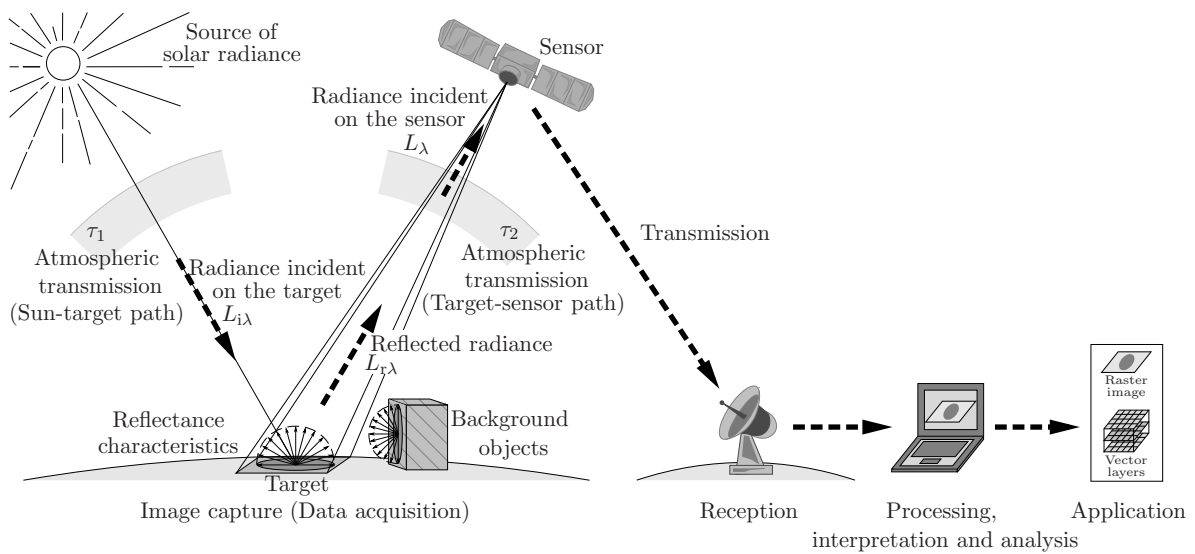 Source of
solar radiance
Sensor
Radiance incident
on the sensor
Lλ
τ1
Atmospheric
transmission
(Sun-target path)
Radiance incident
on the target
Liλ
τ2
Atmospheric
transmission
(Target-sensor path)
Transmission
Reflected radiance
Lrλ
Reflectance
characteristics
Background
objects
Target
Image capture (Data acquisition)
Reception
Processing,
interpretation and analysis
Raster
image
Vector
layers
Application